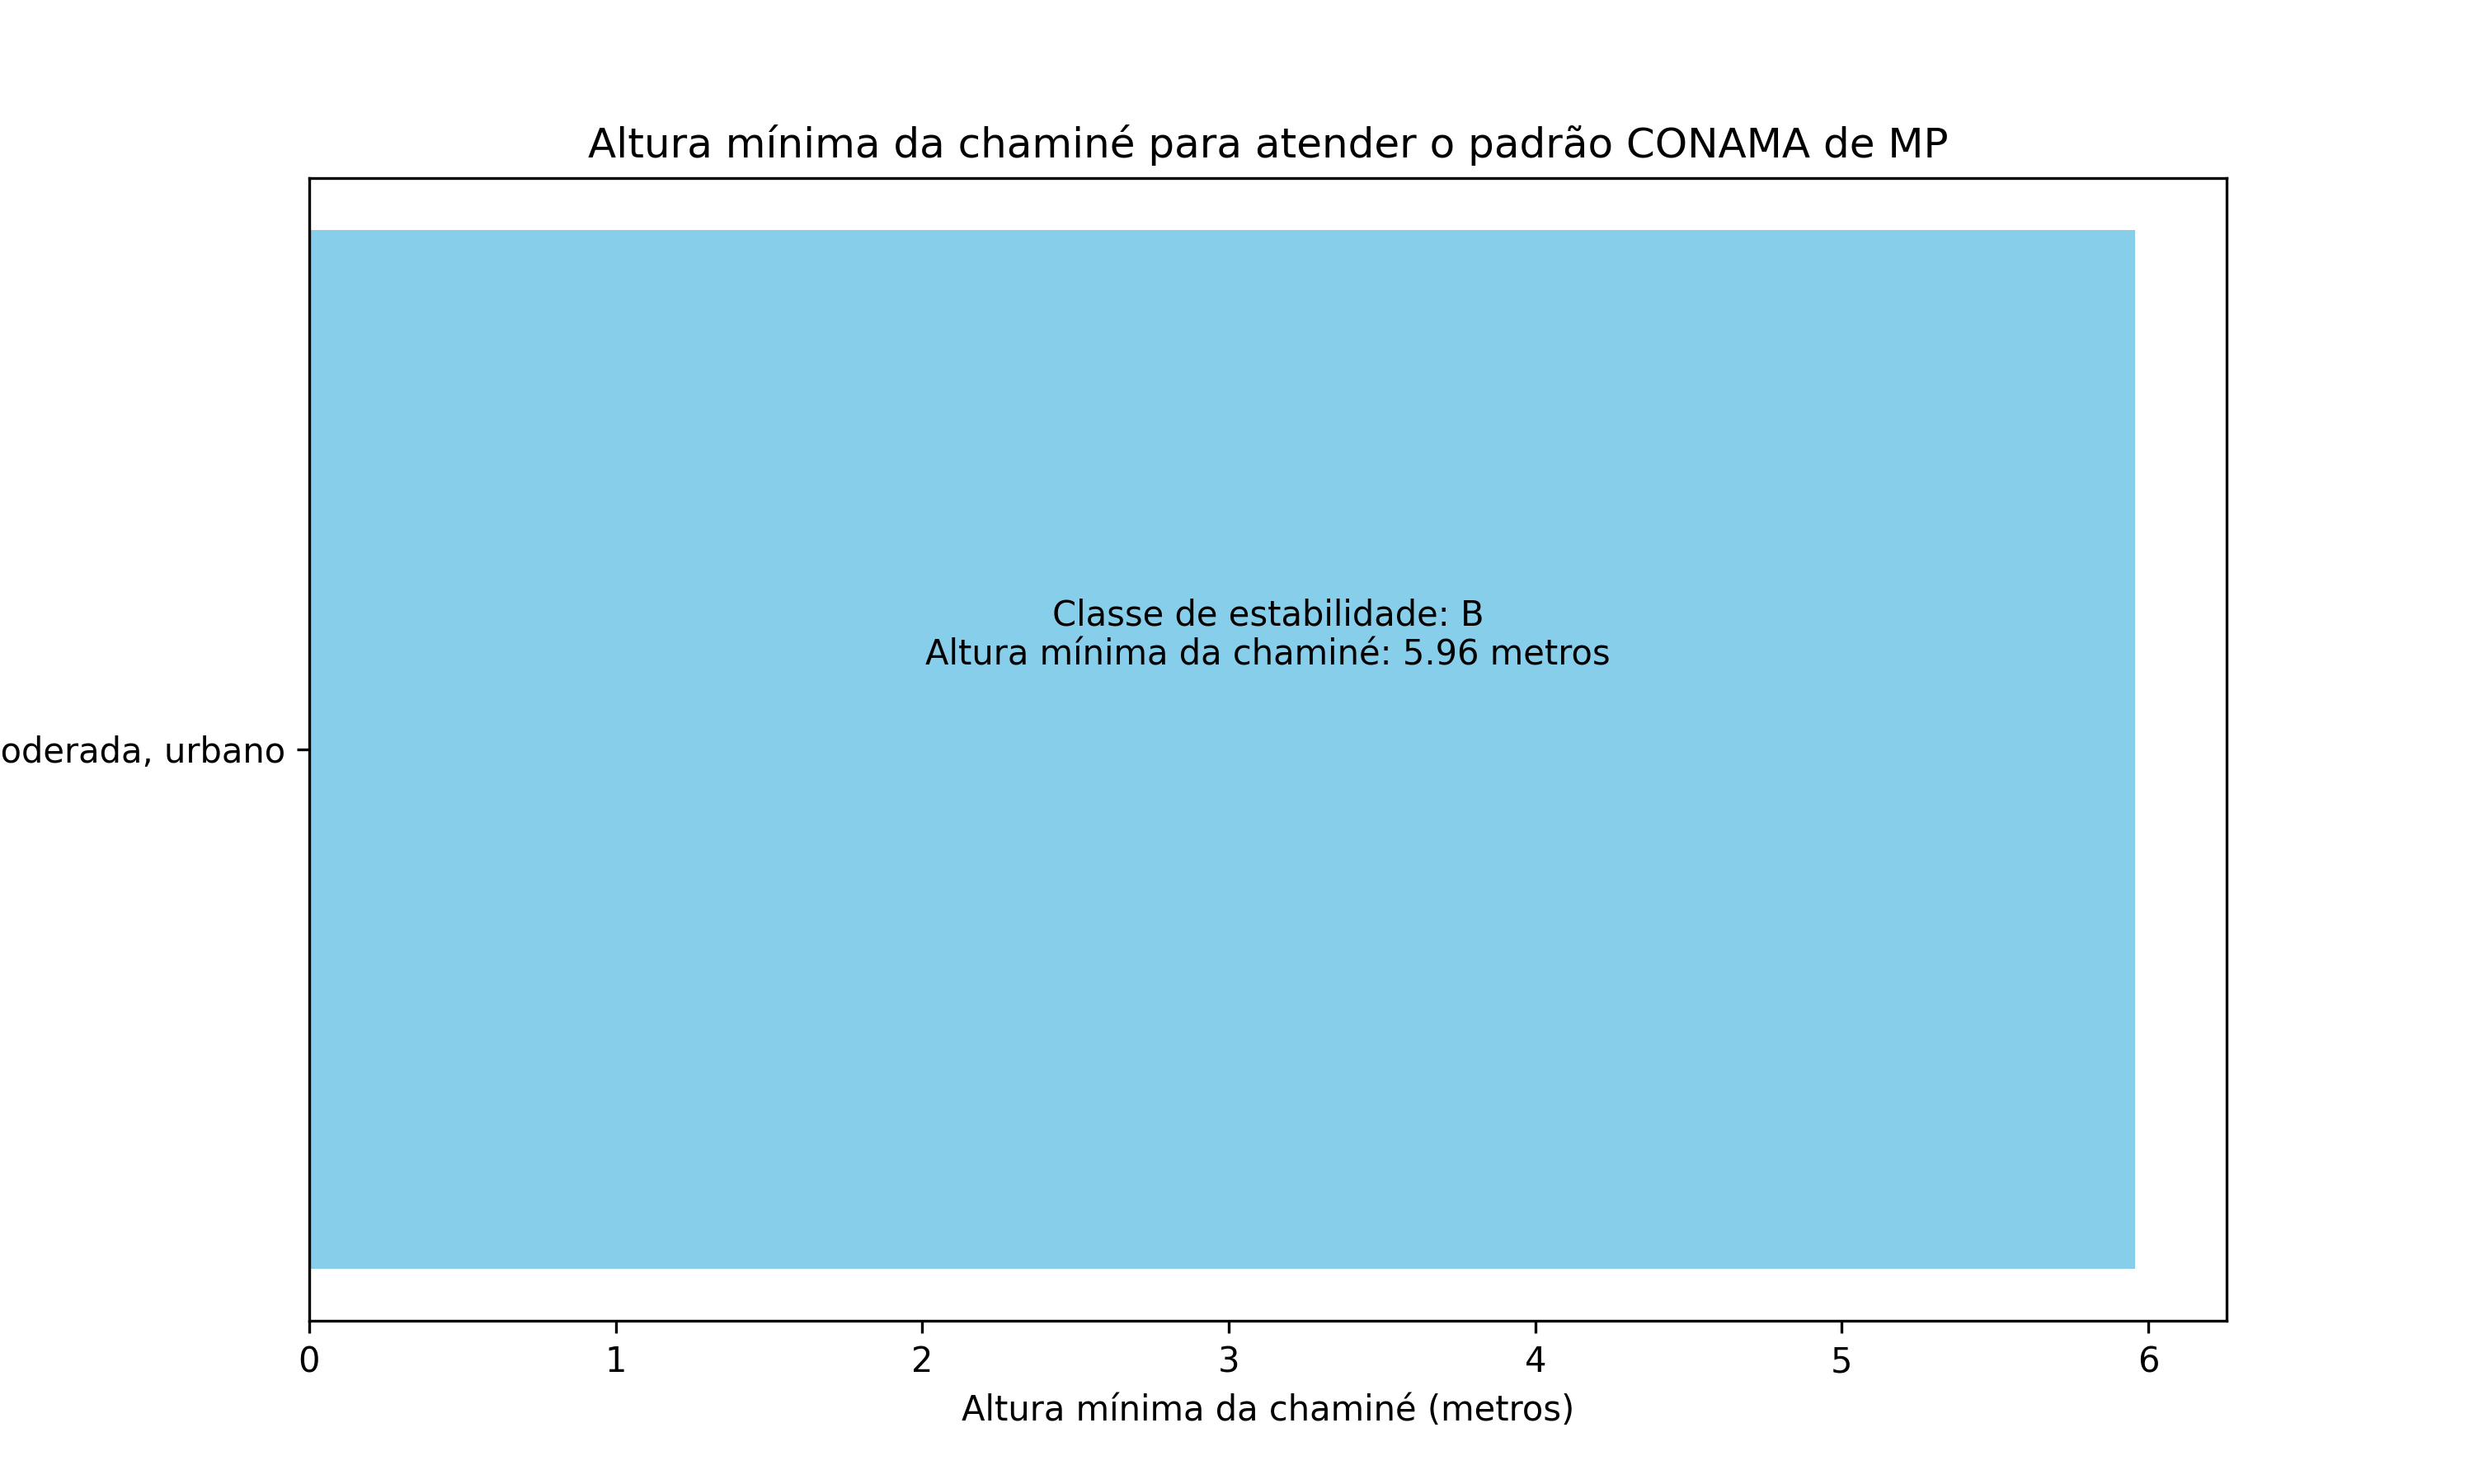 Altura mínima da chaminé para atender o padrão CONAMA de MP
Classe de estabilidade: B
Altura mínima da chaminé: 5.96 metros
oderada, urbano
0 1 2 3 4 5 6
Altura mínima da chaminé (metros)